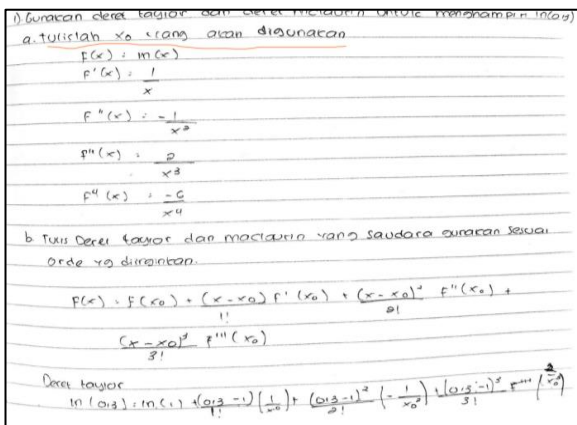 1) Gunakan deret taylor dan deret maclaurin untuk menghampiri ln(0,9)
a. tulislah x0 yang akan digunakan
f(x) = ln(x)
f'(x) = 1/x
f''(x) = -1/x²
f'''(x) = 2/x³
f⁴(x) = -6/x⁴
b. Tulis Deret taylor dan maclaurin yang saudara gunakan sesuai
orde yg diinginkan.
f(x) = f(x0) + (x-x0)/1! f'(x0) + (x-x0)²/2! f''(x0) +
(x-x0)³/3! f'''(x0)
Deret taylor
ln(0,3) = ln(1) + (0,3-1)/1! (1/x0) + (0,3-1)²/2! (-1/x0²) + (0,3-1)³/3! f''' (2/x0³)